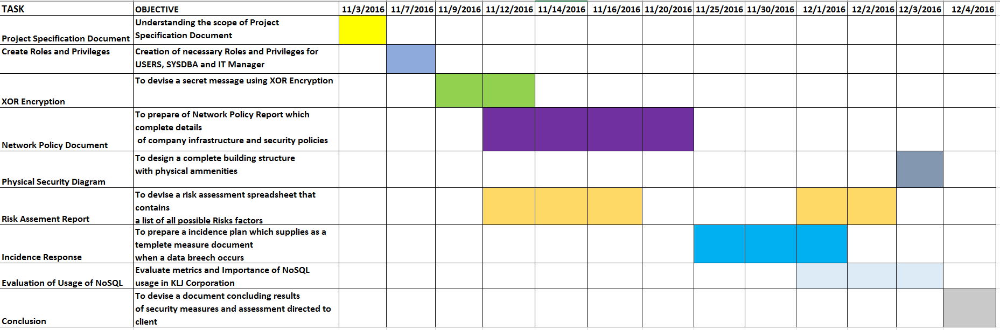 TASK OBJECTIVE 11/3/2016 11/7/2016 11/9/2016 11/12/2016 11/14/2016 11/16/2016 11/20/2016 11/25/2016 11/30/2016 12/1/2016 12/2/2016 12/3/2016 12/4/2016
Project Specification Document
Understanding the scope of Project
Specification Document
Create Roles and Privileges
Creation of necessary Roles and Privileges for
USERS, SYSDBA and IT Manager
XOR Encryption
To devise a secret message using XOR Encryption
Network Policy Document
To prepare of Network Policy Report which
complete details
of company infrastructure and security policies
Physical Security Diagram
To design a complete building structure
with physical ammenities
Risk Assement Report
To devise a risk assessment spreadsheet that
contains
a list of all possible Risks factors
Incidence Response
To prepare a incidence plan which supplies as a
templete measure document
when a data breech occurs
Evaluation of Usage of NoSQL
Evaluate metrics and Importance of NoSQL
usage in KLJ Corporation
Conclusion
To devise a document concluding results
of security measures and assessment directed to
client